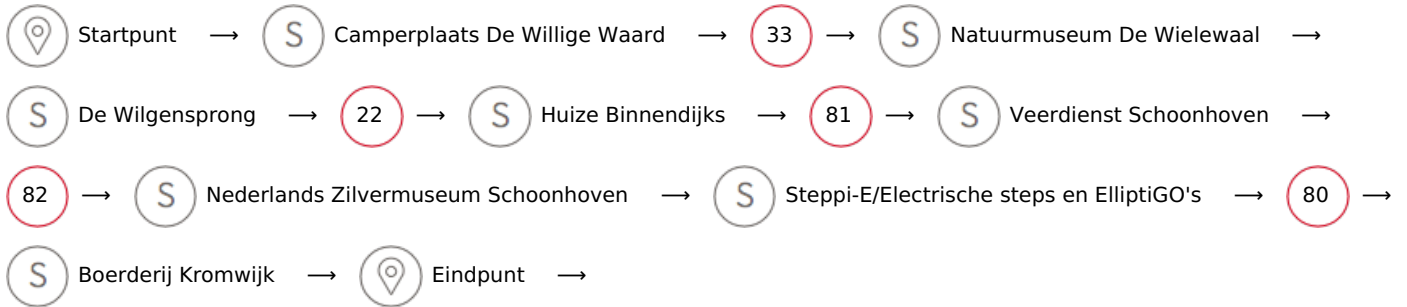 Startpunt → S Camperplaats De Willige Waard → 33 → S Natuurmuseum De Wielewaal →
S De Wilgensprong → 22 → S Huize Binnendijks → 81 → S Veerdienst Schoonhoven →
82 → S Nederlands Zilvermuseum Schoonhoven → S Steppi-E/Electrische steps en ElliptiGO's → 80 →
S Boerderij Kromwijk → Eindpunt →